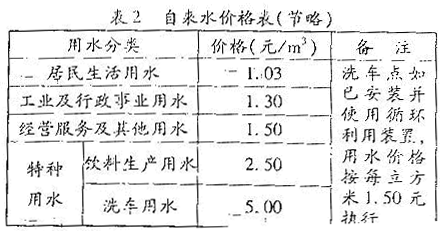 表2 自来水价格表(节略)
用水分类 价格(元/m³) 备注
居民生活用水 1.03
工业及行政事业用水 1.30
经营服务及其他用水 1.50
特种用水 饮料生产用水 2.50
洗车用水 5.00
洗车点如
已安装并
使用循环
利用装置,
用水价格
按每立方
米1.50元
执行